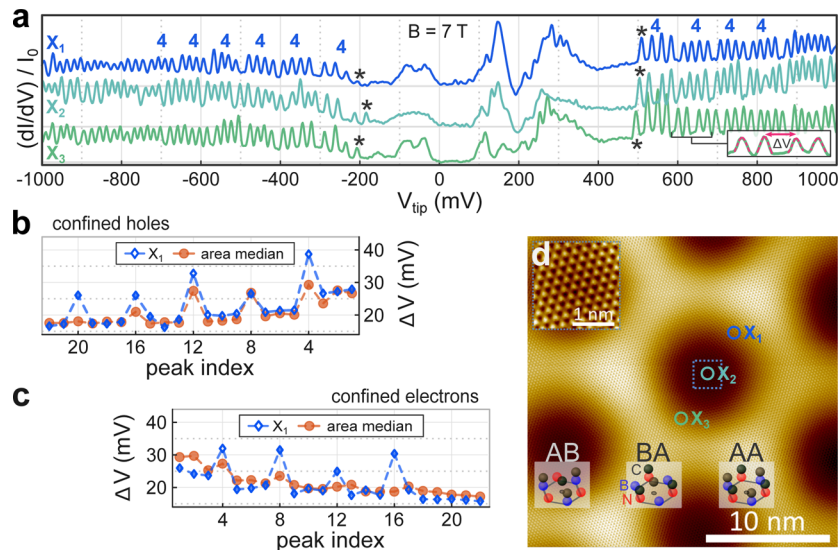 a
B = 7 T
4 4 4 4 4 4
4 4 4 4
X1
X2
X3
*
*
*
*
*
*
ΔV
(dI/dV) / I0
-1000 -800 -600 -400 -200 0 200 400 600 800 1000
Vtip (mV)
b confined holes
X1 area median
40
30
20
ΔV (mV)
20 16 12 8 4
peak index
c confined electrons
X1 area median
40
30
20
ΔV (mV)
4 8 12 16 20
peak index
d
1 nm
X1
X2
X3
AB BA AA
C
B
N
10 nm